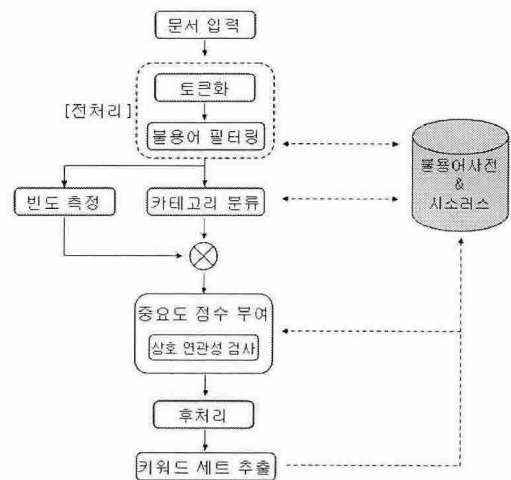 문서 입력
[전처리]
토큰화
불용어 필터링
불용어사전
&
시소러스
빈도 측정
카테고리 분류
중요도 점수 부여
상호 연관성 검사
후처리
키워드 세트 추출